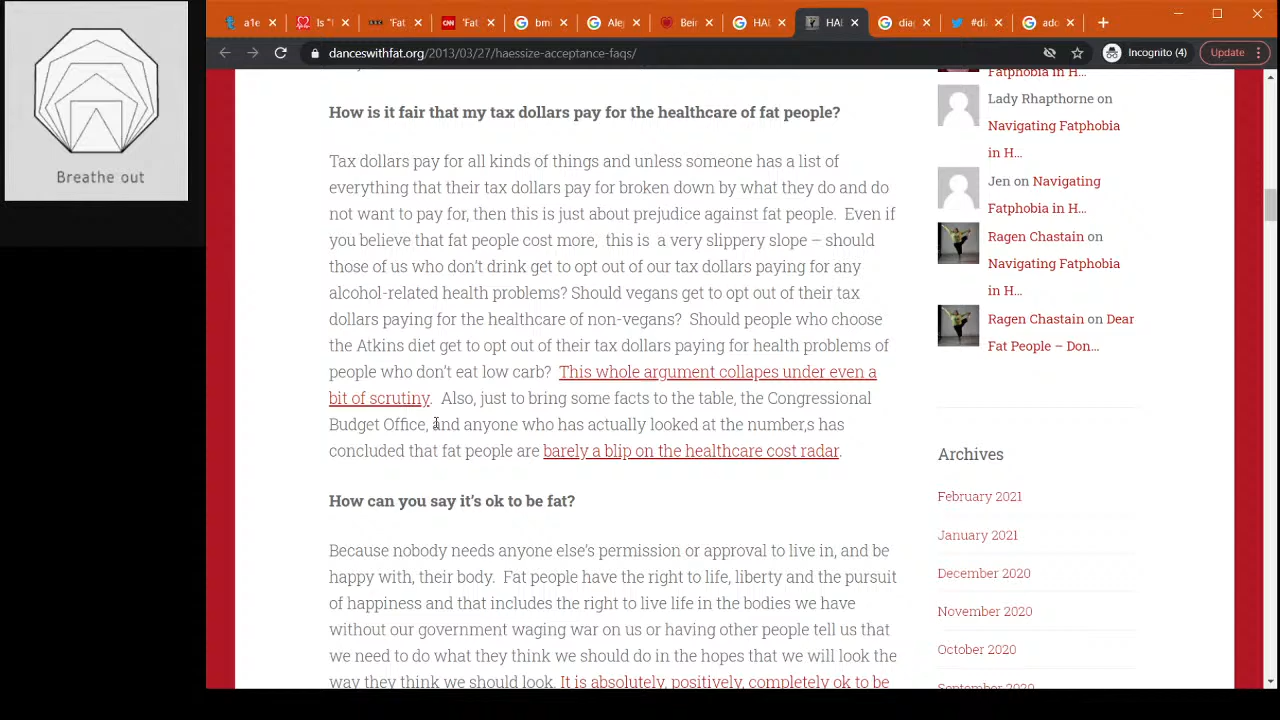 Breathe out
a1e
Is "
'Fat
'Fat
bmi
Ale
Beir
HAI
HAI
diag
#di
ado
danceswithfat.org/2013/03/27/haessize-acceptance-faqs/
Incognito (4)
Update
How is it fair that my tax dollars pay for the healthcare of fat people?
Tax dollars pay for all kinds of things and unless someone has a list of
everything that their tax dollars pay for broken down by what they do and do
not want to pay for, then this is just about prejudice against fat people. Even if
you believe that fat people cost more, this is a very slippery slope – should
those of us who don't drink get to opt out of our tax dollars paying for any
alcohol-related health problems? Should vegans get to opt out of their tax
dollars paying for the healthcare of non-vegans? Should people who choose
the Atkins diet get to opt out of their tax dollars paying for health problems of
people who don't eat low carb? This whole argument collapes under even a
bit of scrutiny. Also, just to bring some facts to the table, the Congressional
Budget Office, and anyone who has actually looked at the number,s has
concluded that fat people are barely a blip on the healthcare cost radar.
How can you say it's ok to be fat?
Because nobody needs anyone else's permission or approval to live in, and be
happy with, their body. Fat people have the right to life, liberty and the pursuit
of happiness and that includes the right to live life in the bodies we have
without our government waging war on us or having other people tell us that
we need to do what they think we should do in the hopes that we will look the
way they think we should look. It is absolutely, positively, completely ok to be
Fatphobia in H...
Lady Rhapthorne on
Navigating Fatphobia
in H...
Jen on Navigating
Fatphobia in H...
Ragen Chastain on
Navigating Fatphobia
in H...
Ragen Chastain on Dear
Fat People – Don...
Archives
February 2021
January 2021
December 2020
November 2020
October 2020
September 2020